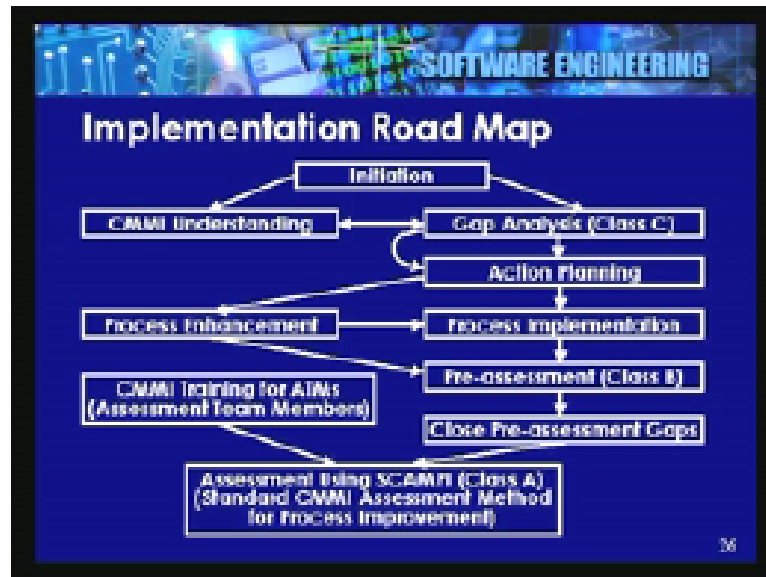 SOFTWARE ENGINEERING
Implementation Road Map
Initiation
CMMI Understanding
Gap Analysis (Class C)
Action Planning
Process Enhancement
Process Implementation
Pre-assessment (Class B)
CMMI Training for ATMs
(Assessment Team Members)
Close Pre-assessment Gaps
Assessment Using SCAMPI (Class A)
(Standard CMMI Assessment Method
for Process Improvement)
26